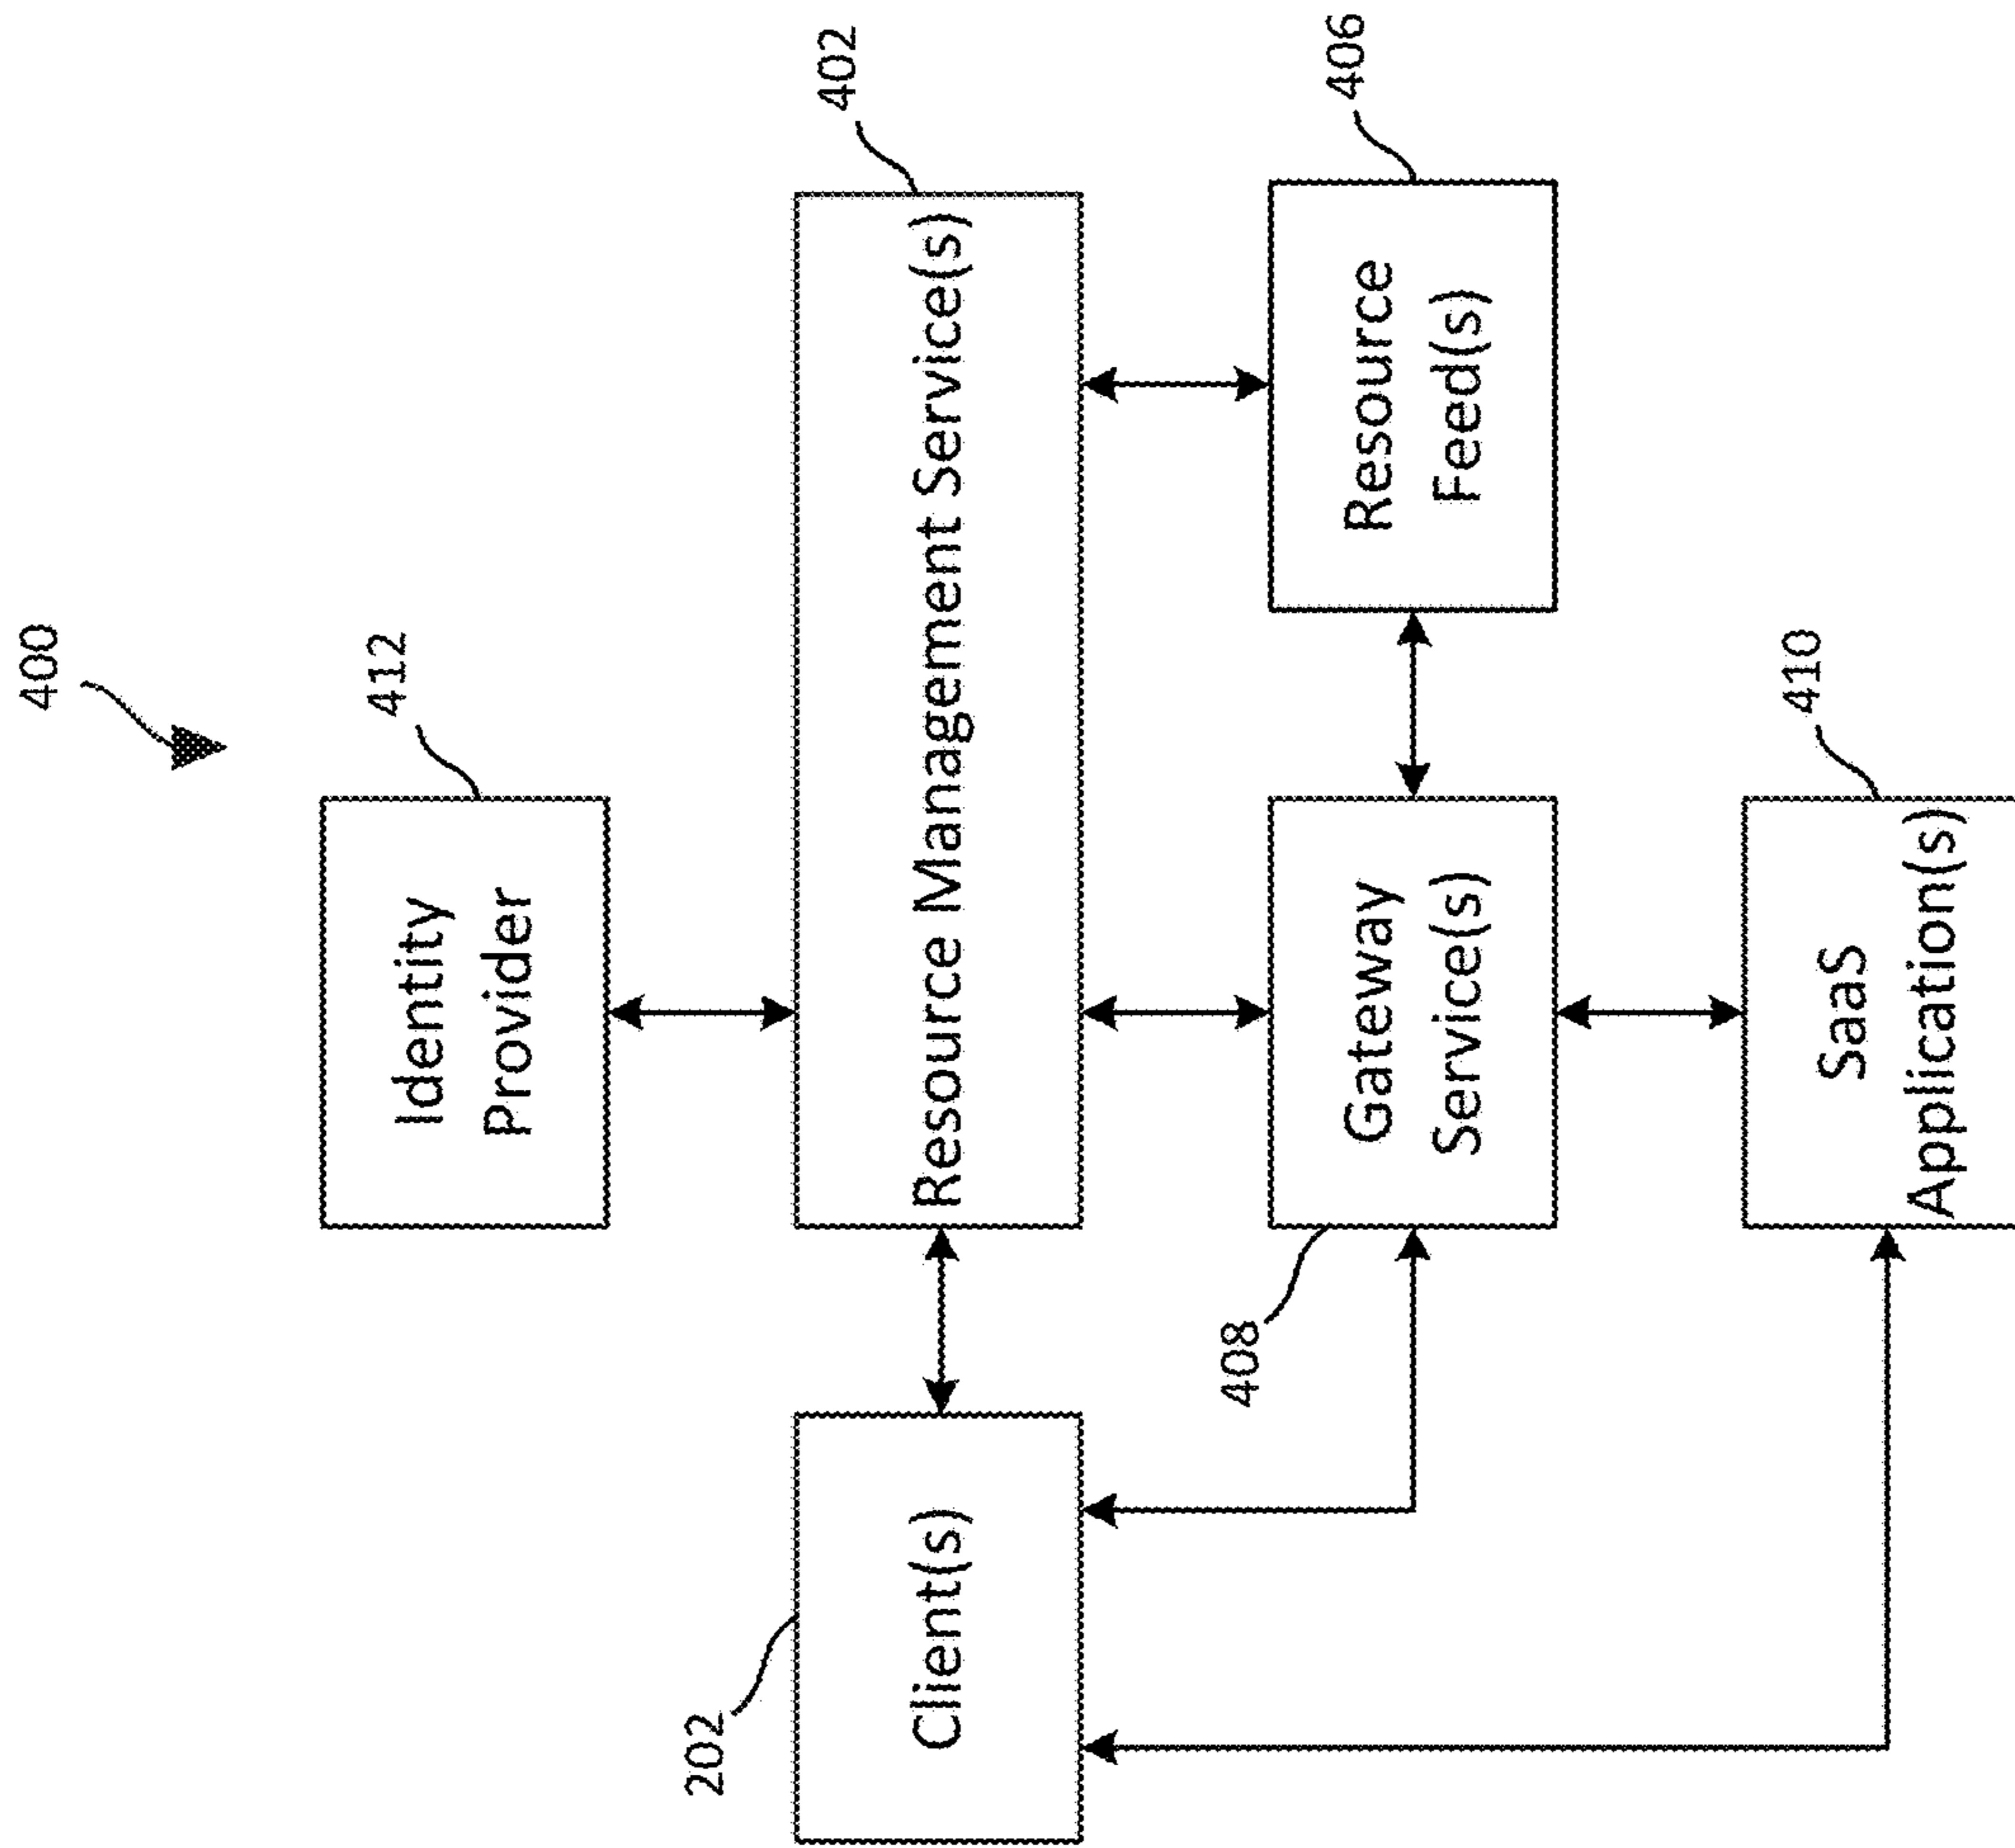 400
Identity
Provider
412
202
Client(s)
Resource Management Service(s)
402
408
Gateway
Service(s)
Resource
Feed(s)
406
SaaS
Application(s)
410